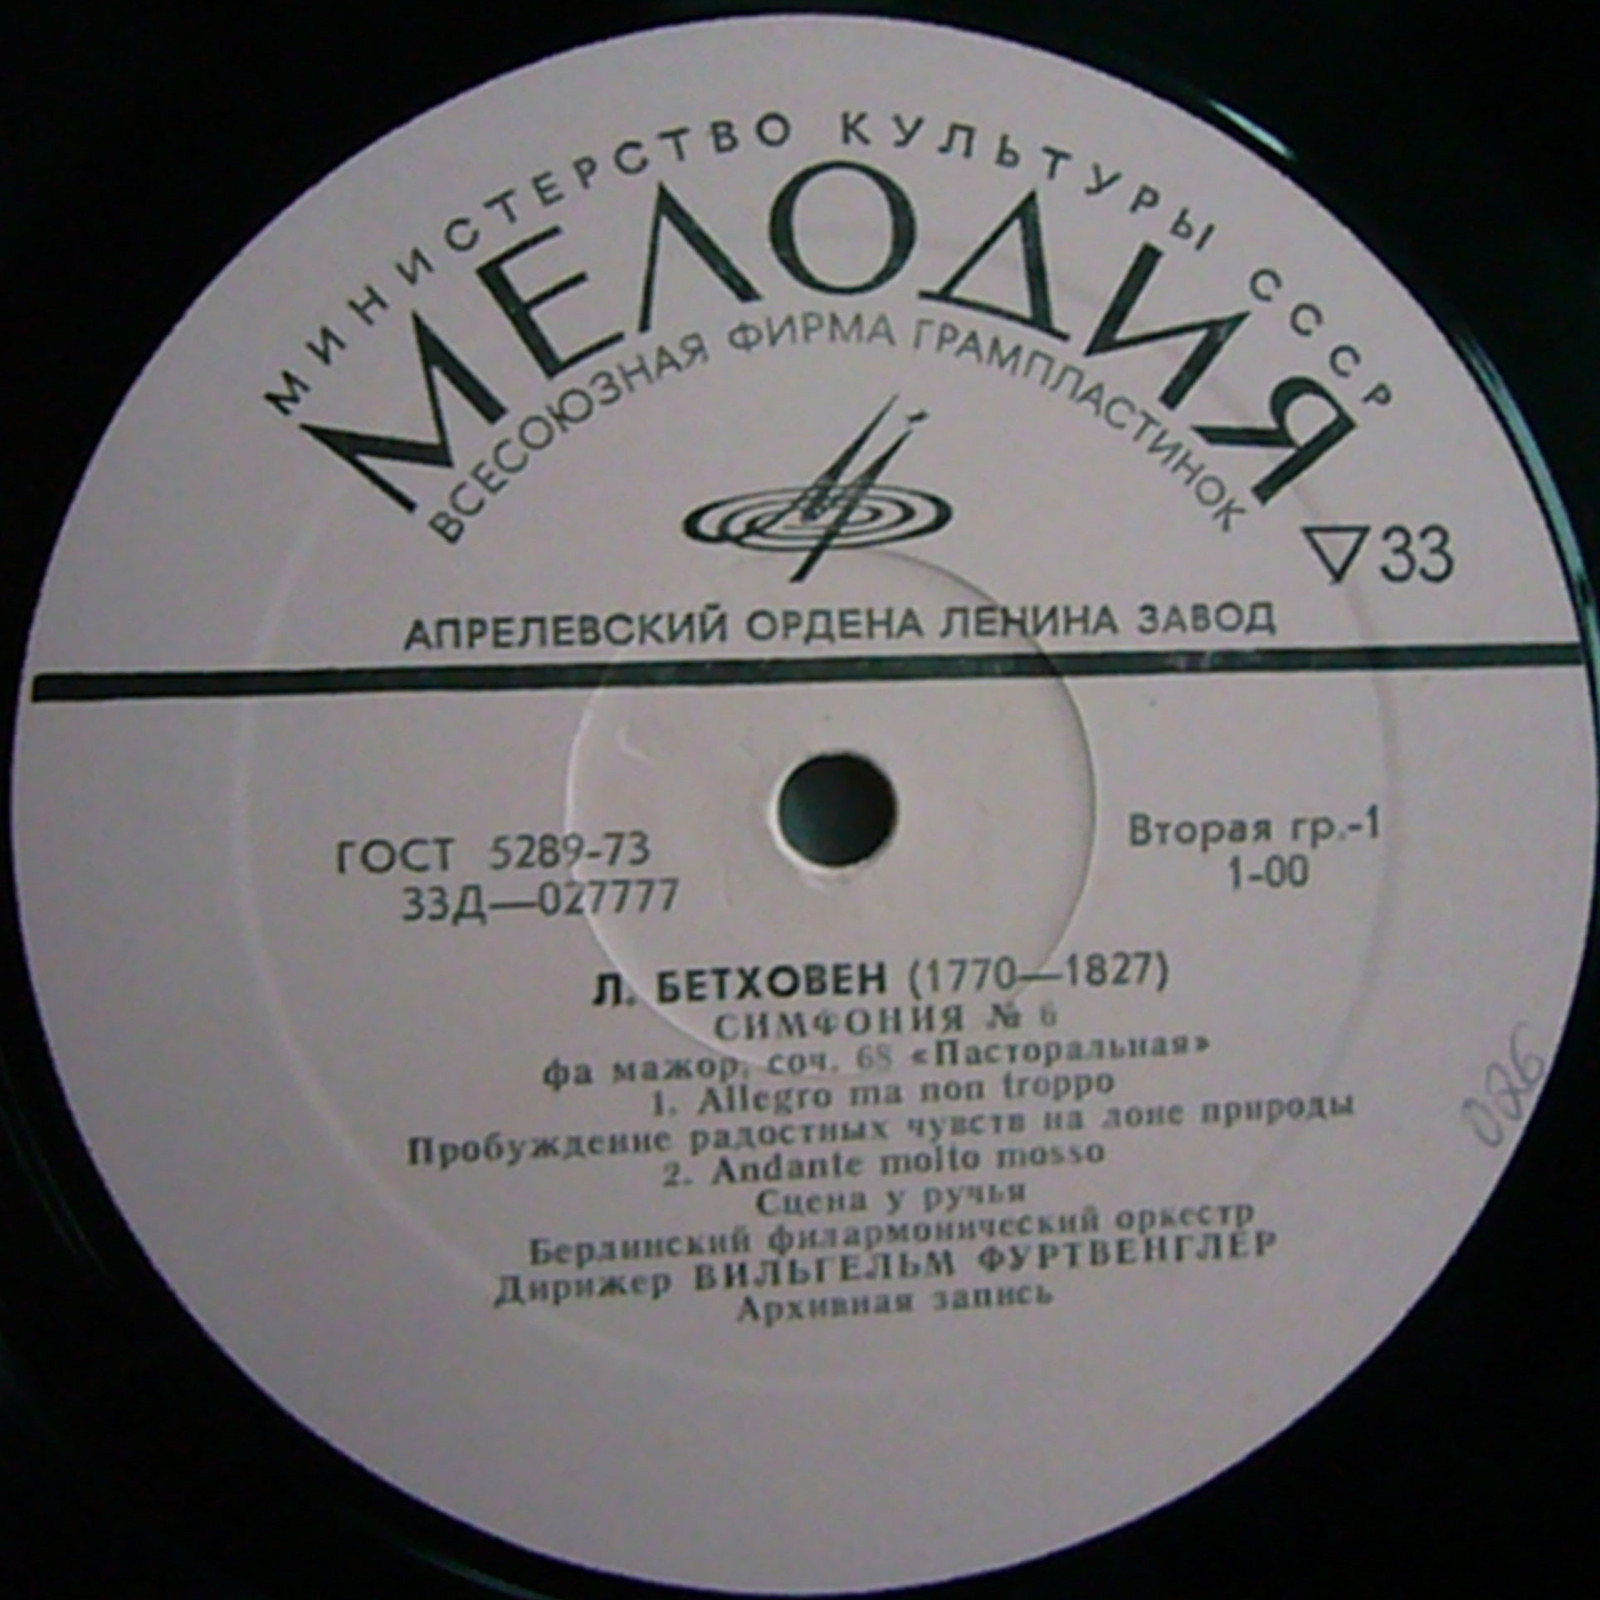 МИНИСТЕРСТВО КУЛЬТУРЫ СССР
МЕЛОДИЯ
ВСЕСОЮЗНАЯ ФИРМА ГРАМПЛАСТИНОК
33
АПРЕЛЕВСКИЙ ОРДЕНА ЛЕНИНА ЗАВОД
ГОСТ 5289-73
33Д—027777
Вторая гр.-1
1-00
Л. БЕТХОВЕН (1770—1827)
СИМФОНИЯ № 6
фа мажор, соч. 68 «Пасторальная»
1. Allegro ma non troppo
Пробуждение радостных чувств на лоне природы
2. Andante molto mosso
Сцена у ручья
Берлинский филармонический оркестр
Дирижер ВИЛЬГЕЛЬМ ФУРТВЕНГЛЕР
Архивная запись
086